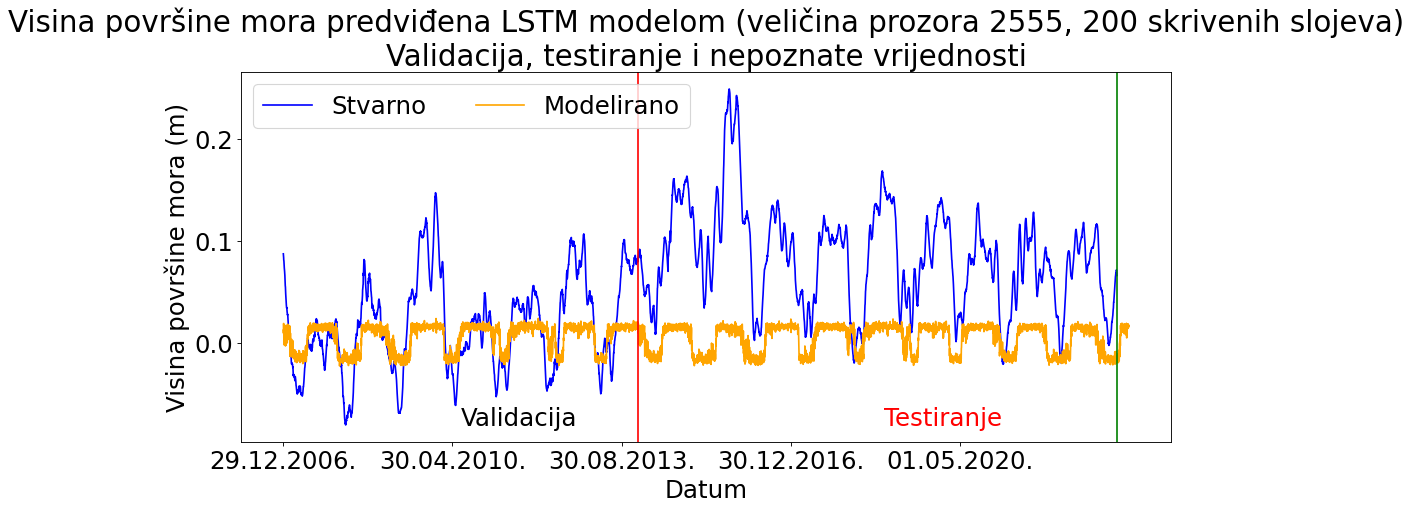 Visina površine mora predviđena LSTM modelom (veličina prozora 2555, 200 skrivenih slojeva)
Validacija, testiranje i nepoznate vrijednosti
Stvarno
Modelirano
Visina površine mora (m)
0.2
0.1
0.0
Validacija
Testiranje
29.12.2006.
30.04.2010.
30.08.2013.
30.12.2016.
01.05.2020.
Datum